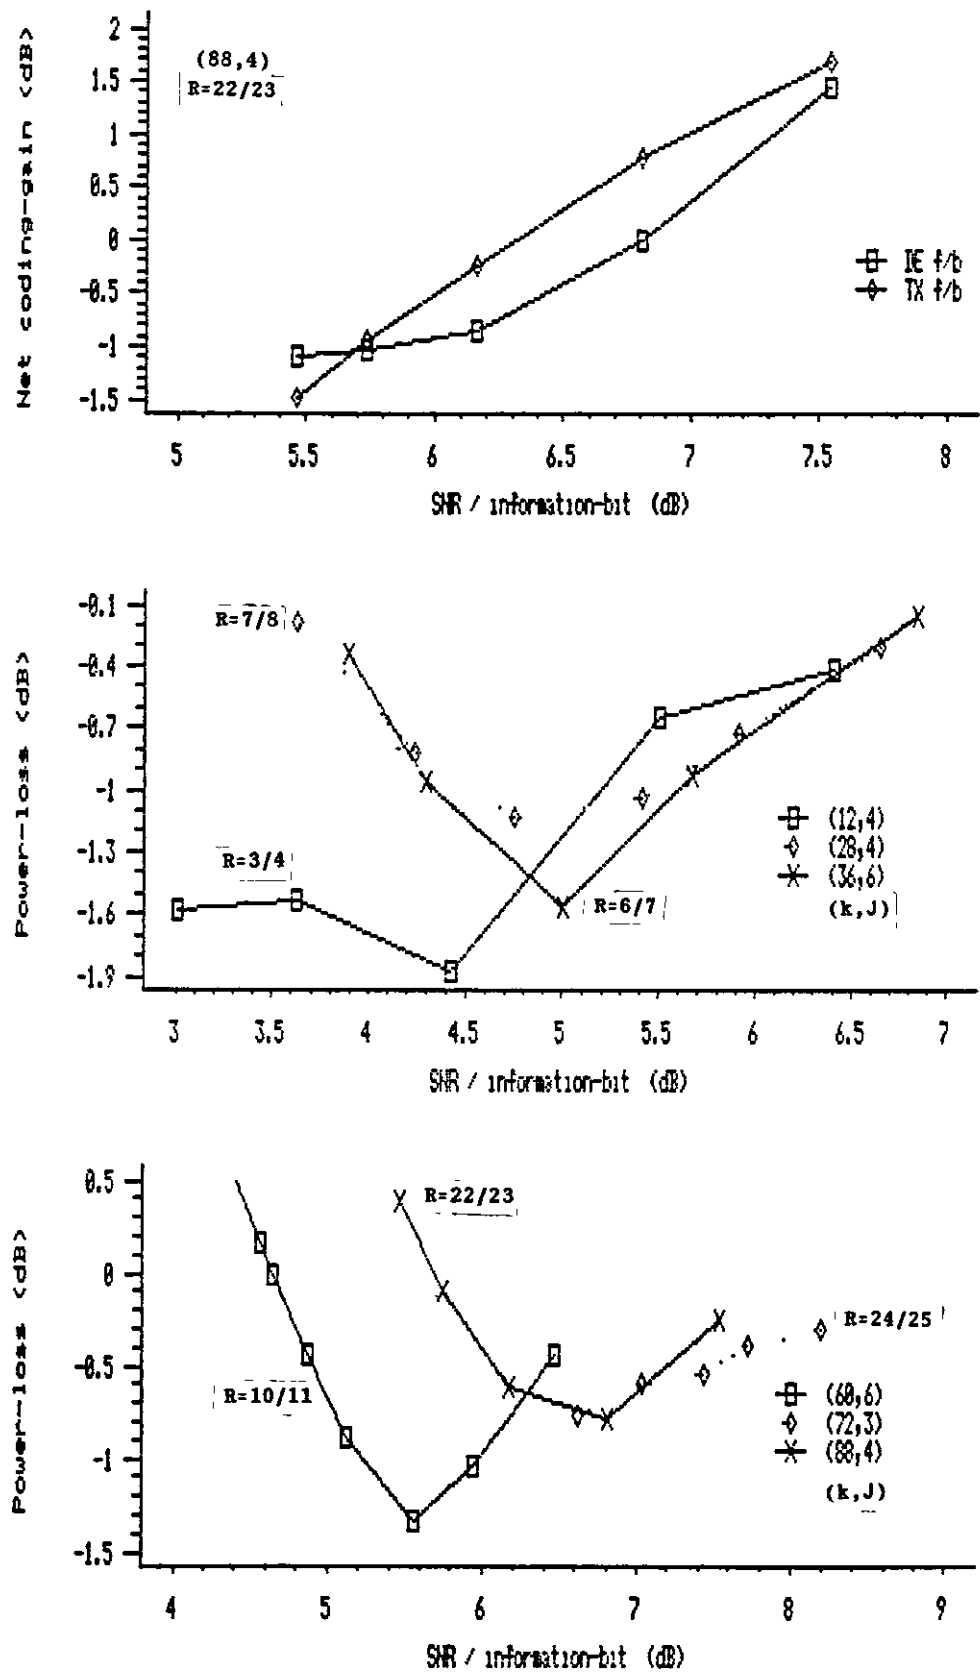 Net coding-gain <dB>
2
1.5
1
0.5
0
-0.5
-1
-1.5
(88,4)
R=22/23
DE f/b
TX f/b
5
5.5
6
6.5
7
7.5
8
SNR / information-bit (dB)
Power-loss <dB>
-0.1
-0.4
-0.7
-1
-1.3
-1.6
-1.9
R=7/8
R=3/4
R=6/7
(12,4)
(28,4)
(36,6)
(k,J)
3
3.5
4
4.5
5
5.5
6
6.5
7
SNR / information-bit (dB)
Power-loss <dB>
0.5
0
-0.5
-1
-1.5
R=22/23
R=24/25
R=10/11
(60,6)
(72,3)
(88,4)
(k,J)
4
5
6
7
8
9
SNR / information-bit (dB)